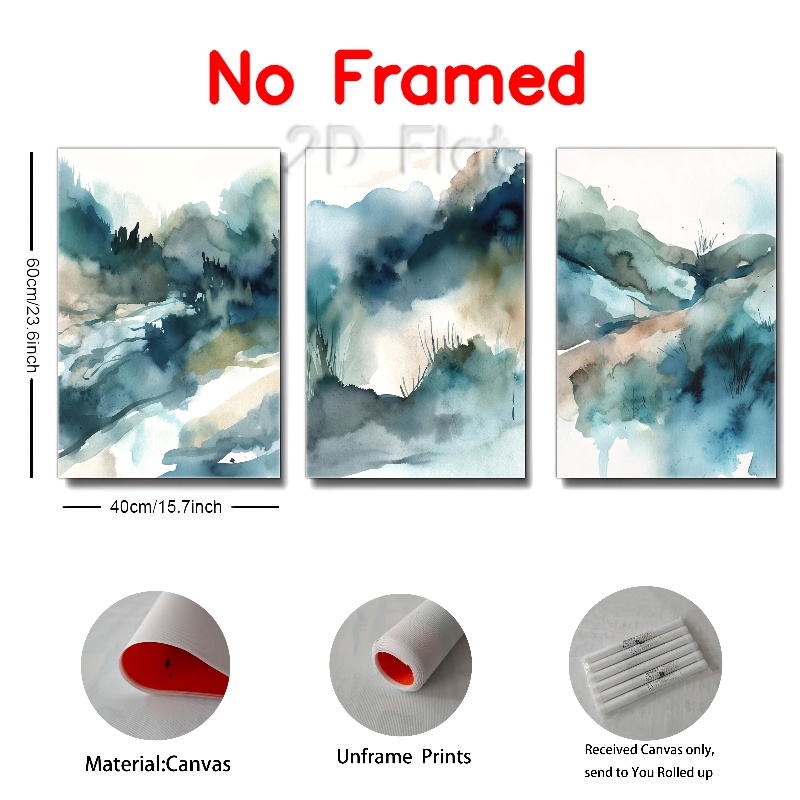 No Framed
2D Flat
60cm/23.6inch
40cm/15.7inch
Material:Canvas
Unframe Prints
Received Canvas only,
send to You Rolled up